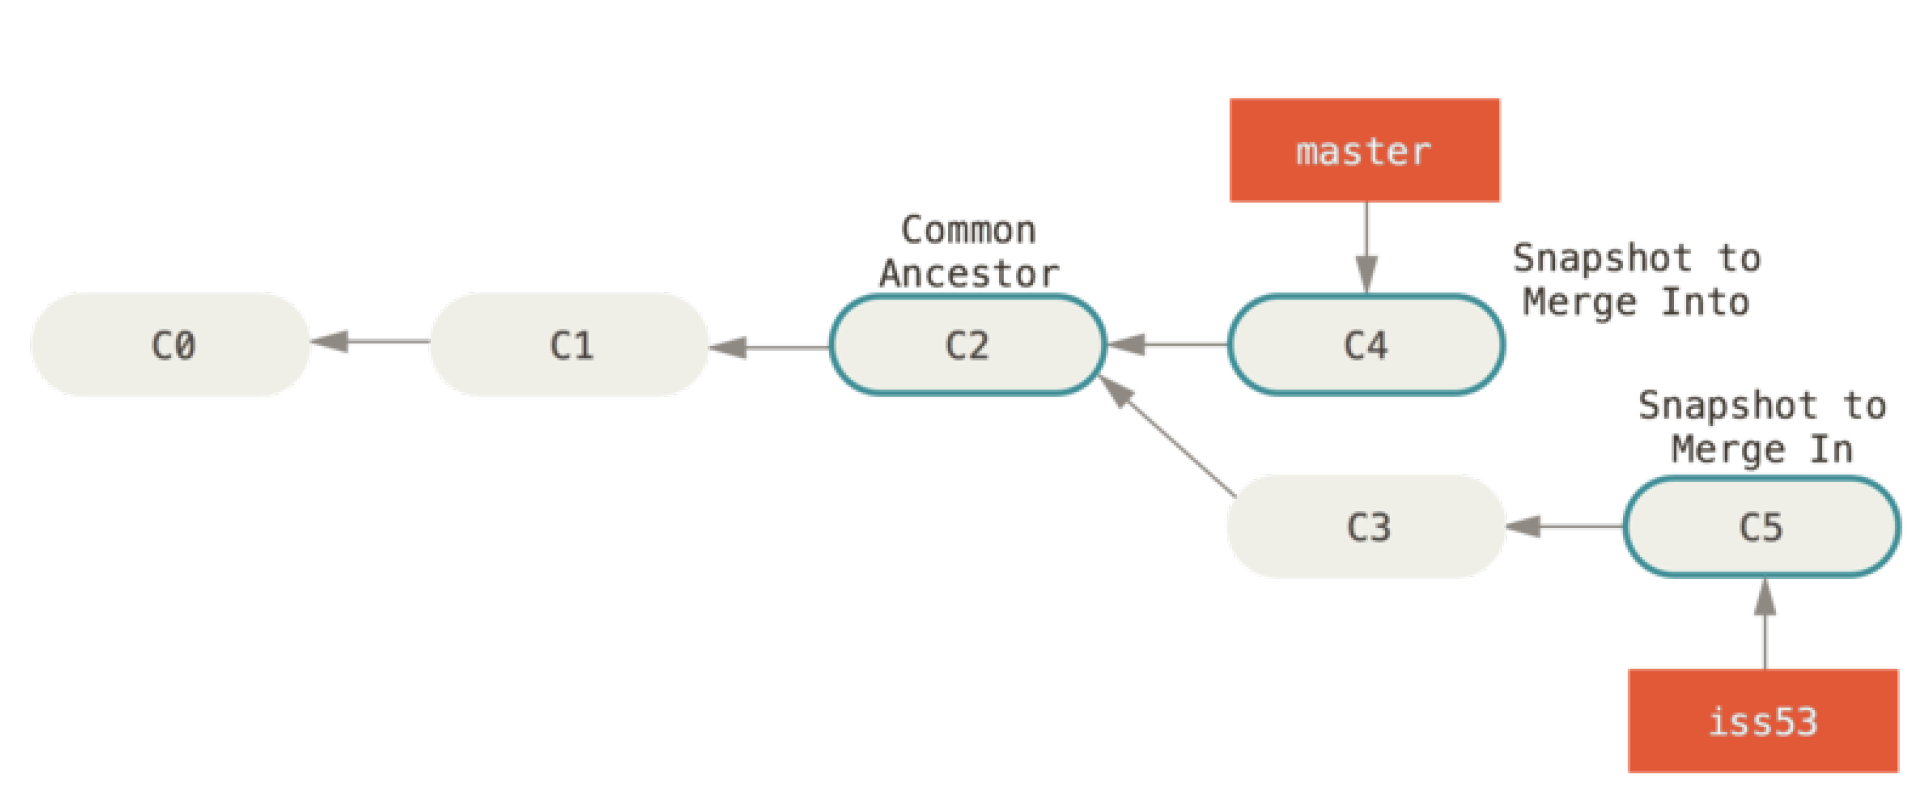 master
Common
Ancestor
Snapshot to
Merge Into
C0
C1
C2
C4
Snapshot to
Merge In
C3
C5
iss53